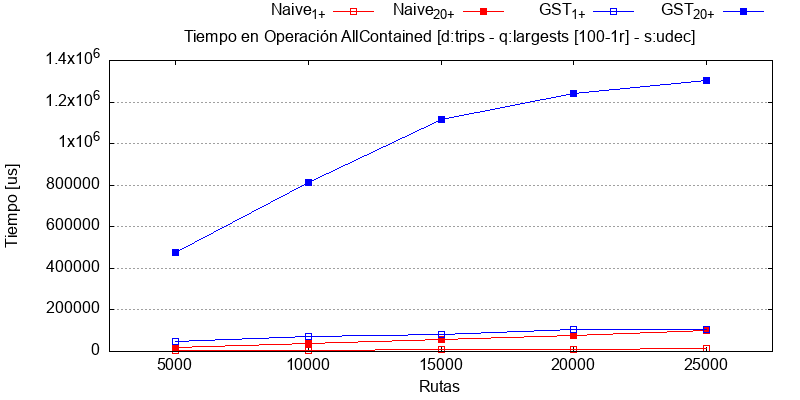 Naive1+ Naive20+ GST1+ GST20+
Tiempo en Operación AllContained [d:trips - q:largests [100-1r] - s:udec]
1.4x10^6
1.2x10^6
1x10^6
800000
600000
400000
200000
0
Tiempo [us]
5000 10000 15000 20000 25000
Rutas